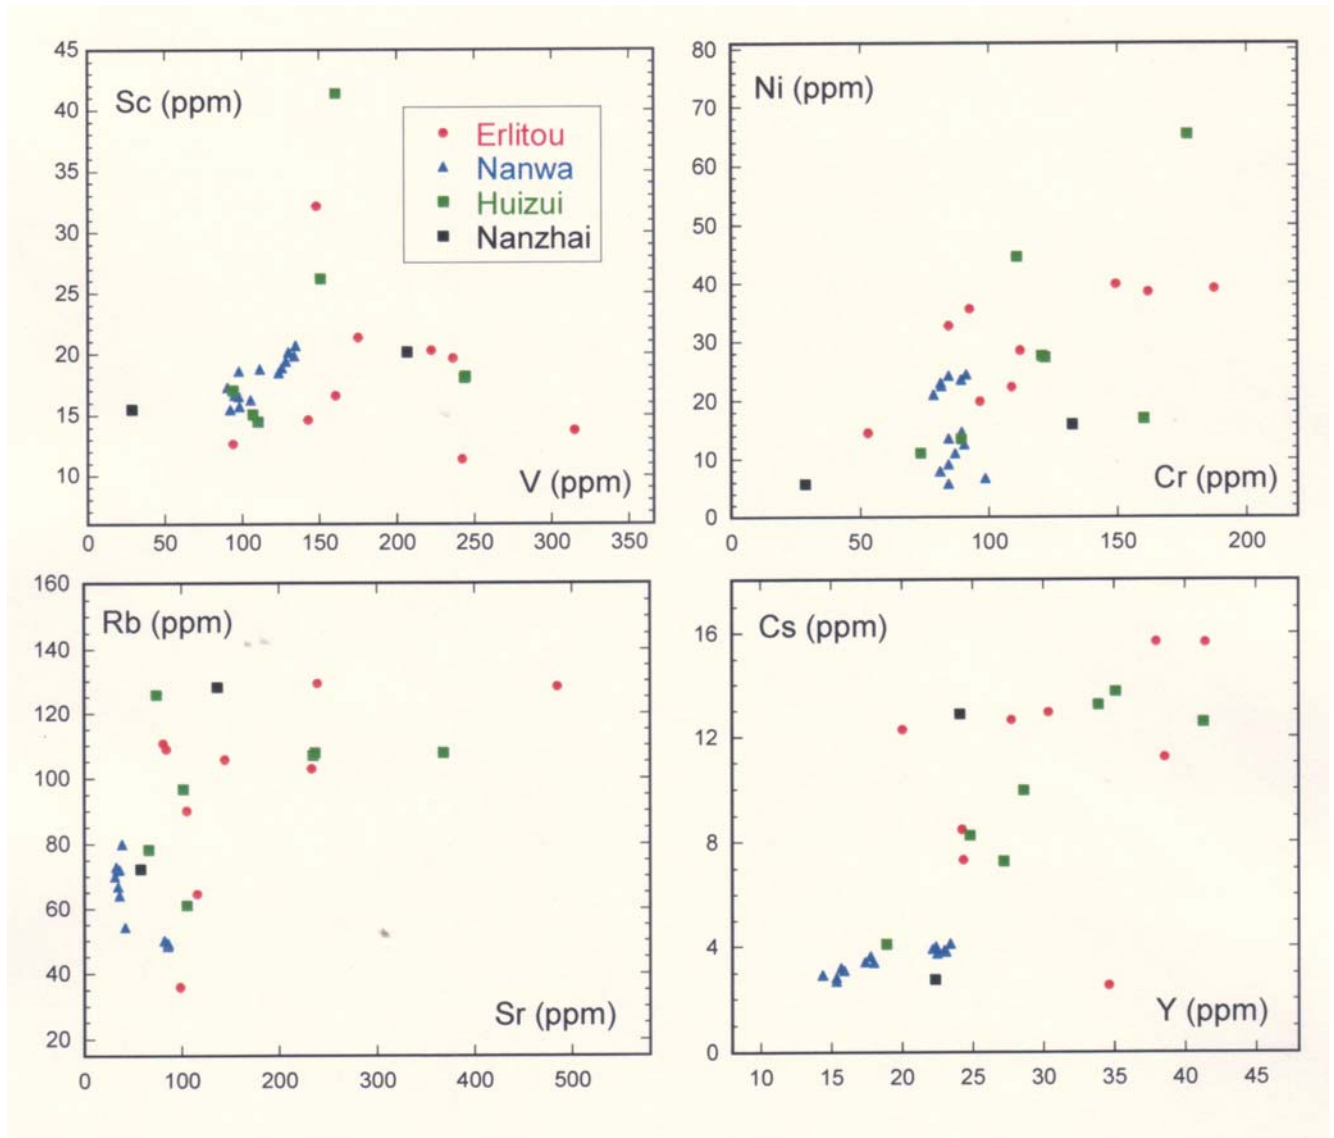 45
40
35
30
25
20
15
10
Sc (ppm)
Erlitou
Nanwa
Huizui
Nanzhai
V (ppm)
0 50 100 150 200 250 300 350
80
70
60
50
40
30
20
10
0
Ni (ppm)
Cr (ppm)
0 50 100 150 200
160
140
120
100
80
60
40
20
Rb (ppm)
Sr (ppm)
0 100 200 300 400 500
16
12
8
4
0
Cs (ppm)
Y (ppm)
10 15 20 25 30 35 40 45